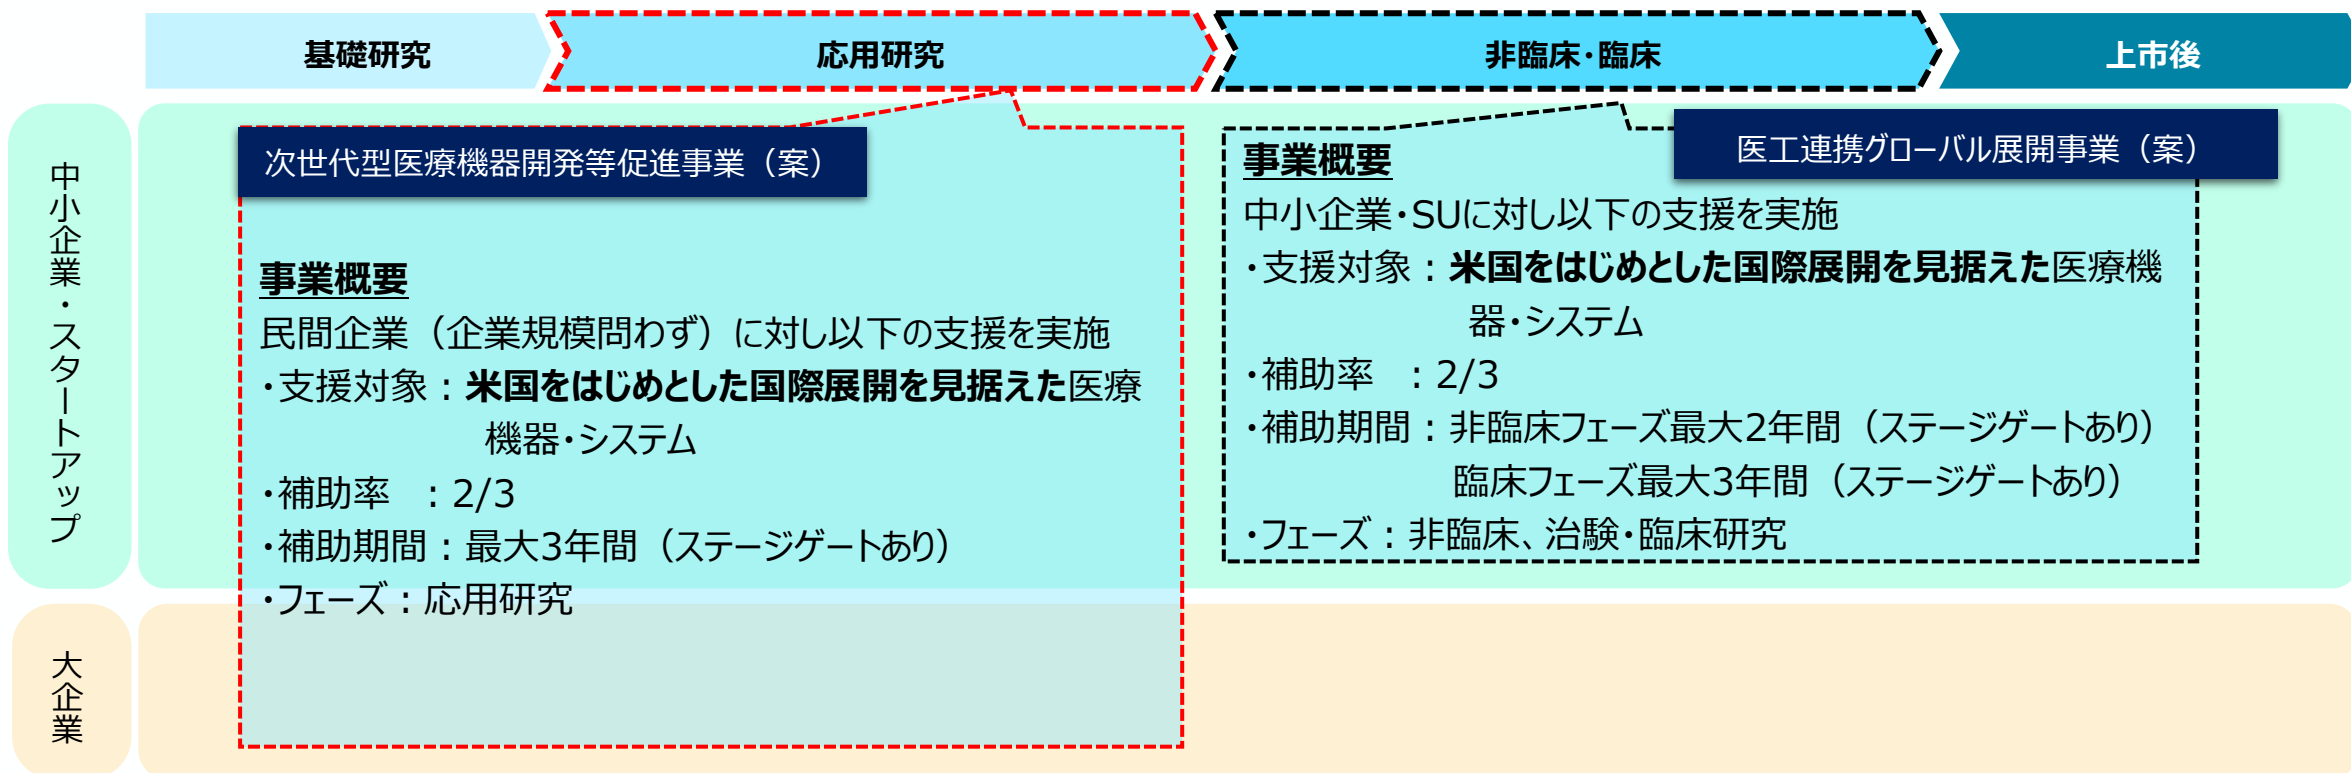 基礎研究
応用研究
非臨床・臨床
上市後
中小企業・スタートアップ
次世代型医療機器開発等促進事業（案）
事業概要
民間企業（企業規模問わず）に対し以下の支援を実施
・支援対象：米国をはじめとした国際展開を見据えた医療
機器・システム
・補助率　：2/3
・補助期間：最大3年間（ステージゲートあり）
・フェーズ：応用研究
医工連携グローバル展開事業（案）
事業概要
中小企業・SUに対し以下の支援を実施
・支援対象：米国をはじめとした国際展開を見据えた医療機
器・システム
・補助率　：2/3
・補助期間：非臨床フェーズ最大2年間（ステージゲートあり）
臨床フェーズ最大3年間（ステージゲートあり）
・フェーズ：非臨床、治験・臨床研究
大企業